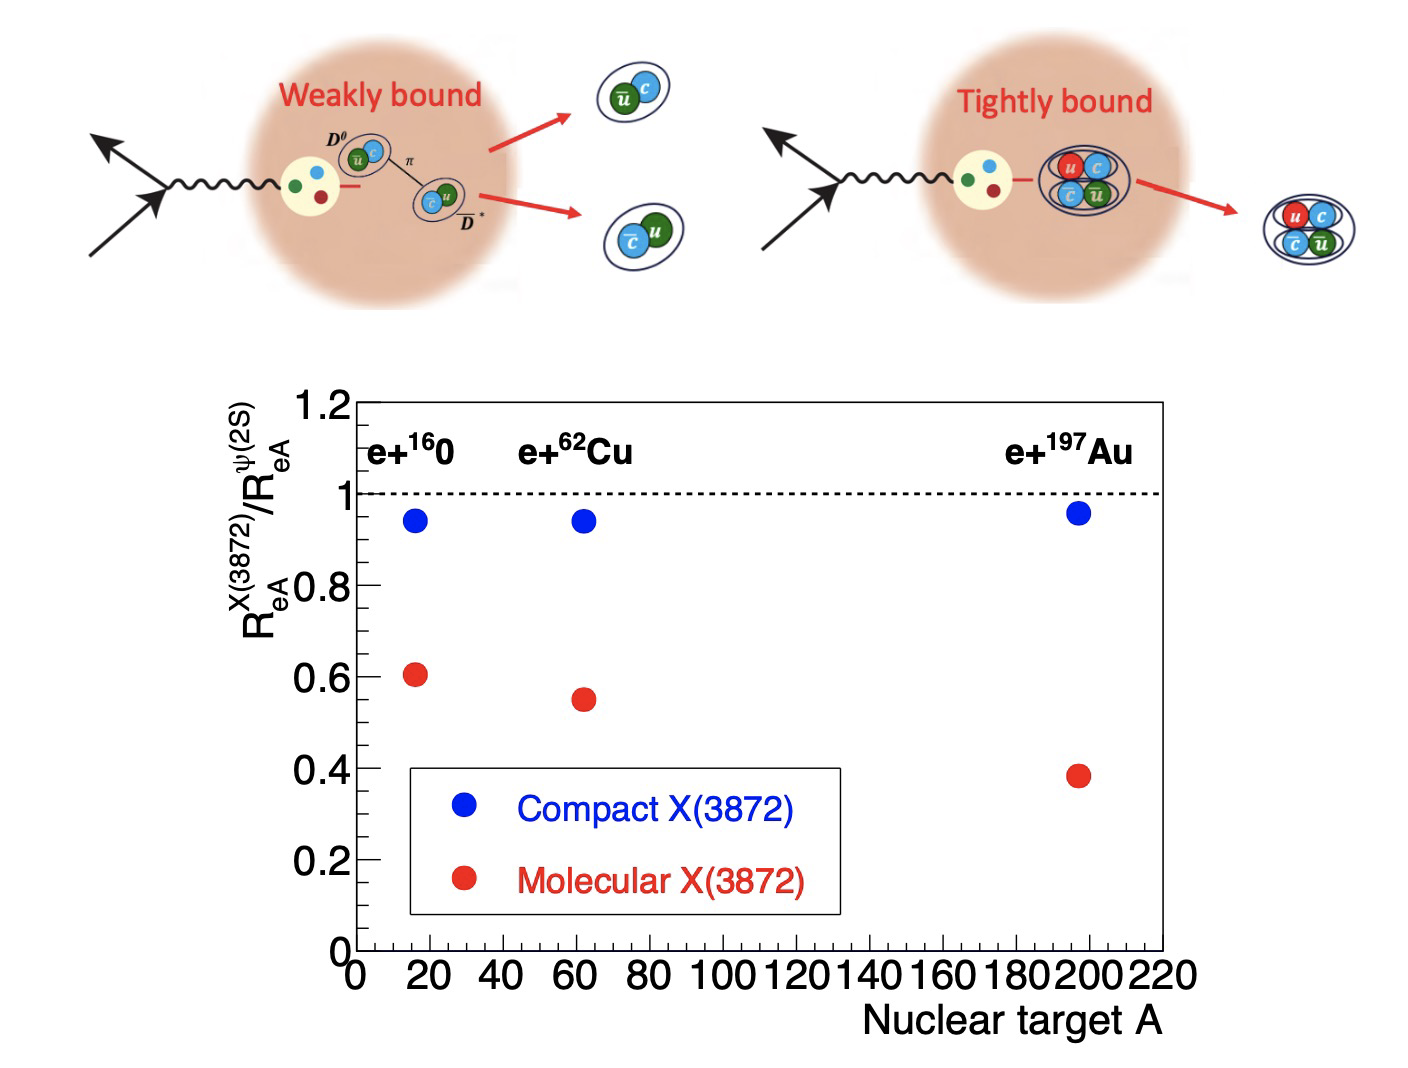 Weakly bound
D⁰
u̅ c
π
c̅ u
D̅ *
u̅ c
c̅ u
Tightly bound
u c
c̅ u̅
u c
c̅ u̅
R_eA^X(3872)/R_eA^ψ(2S)
1.2
1
0.8
0.6
0.4
0.2
0
e+¹⁶0 e+⁶²Cu e+¹⁹⁷Au
Compact X(3872)
Molecular X(3872)
0 20 40 60 80 100 120 140 160 180 200 220
Nuclear target A